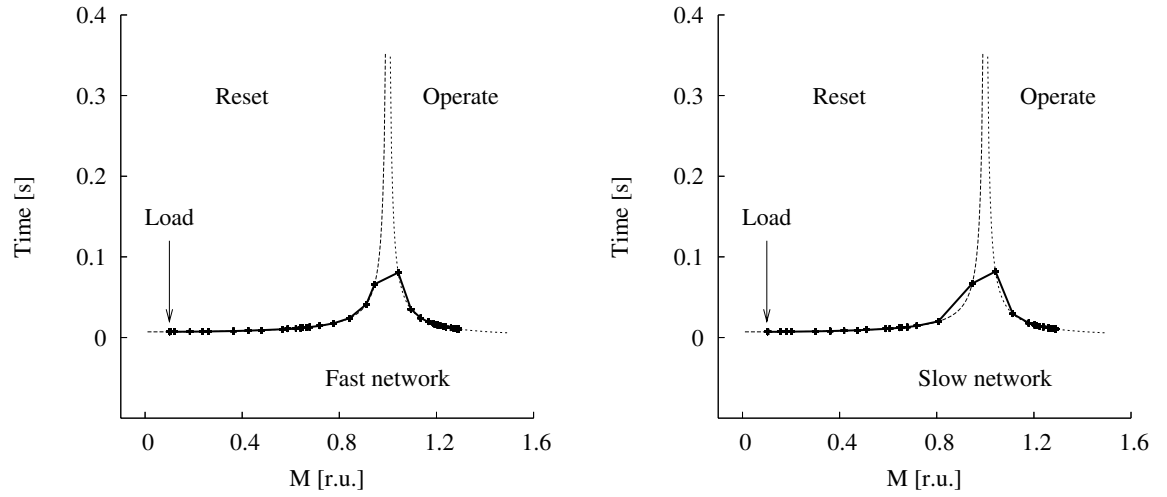 0.4
0.3
0.2
0.1
0
Time [s]
Reset
Operate
Load
Fast network
0 0.4 0.8 1.2 1.6
M [r.u.]
0.4
0.3
0.2
0.1
0
Time [s]
Reset
Operate
Load
Slow network
0 0.4 0.8 1.2 1.6
M [r.u.]